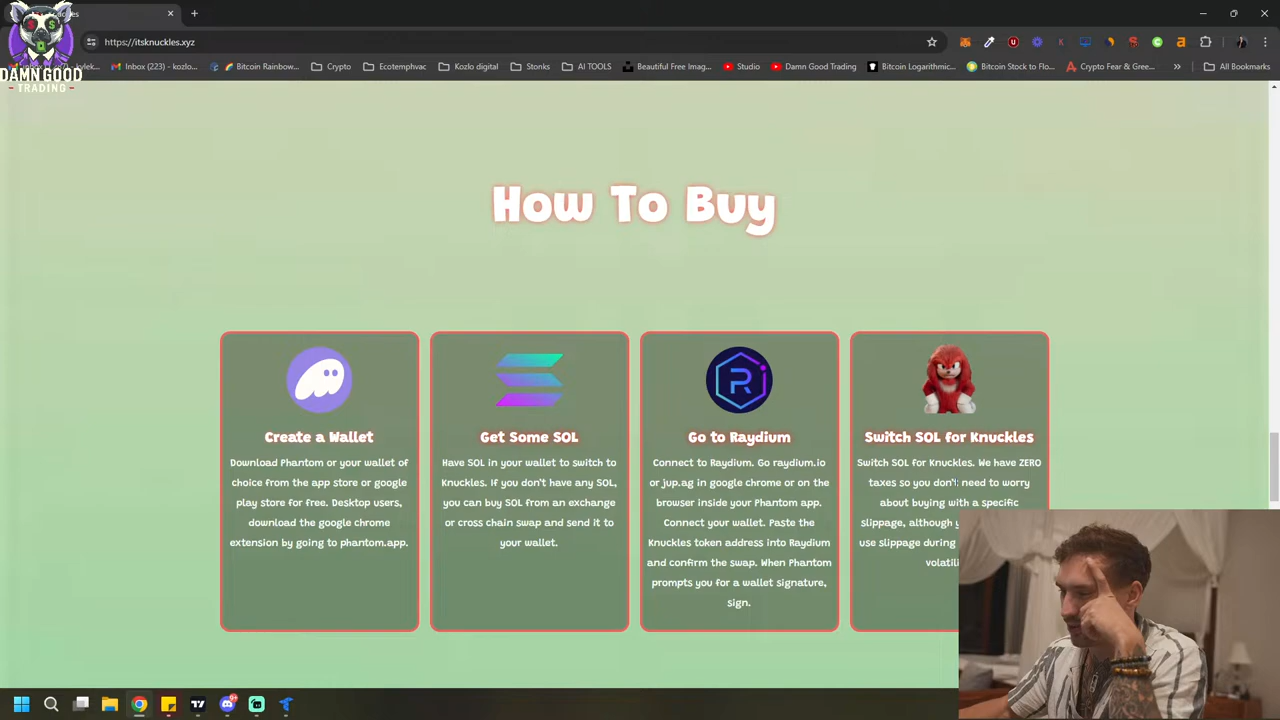 https://itsknuckles.xyz
DAMN GOOD
- TRADING -
Inbox (223) - kozlo...
Bitcoin Rainbow...
Crypto
Ecotemphvac
Kozlo digital
Stonks
AI TOOLS
Beautiful Free Imag...
Studio
Damn Good Trading
Bitcoin Logarithmic...
Bitcoin Stock to Flo...
Crypto Fear & Gree...
All Bookmarks
How To Buy
Create a Wallet
Download Phantom or your wallet of
choice from the app store or google
play store for free. Desktop users,
download the google chrome
extension by going to phantom.app.
Get Some SOL
Have SOL in your wallet to switch to
Knuckles. If you don't have any SOL,
you can buy SOL from an exchange
or cross chain swap and send it to
your wallet.
Go to Raydium
Connect to Raydium. Go raydium.io
or jup.ag in google chrome or on the
browser inside your Phantom app.
Connect your wallet. Paste the
Knuckles token address into Raydium
and confirm the swap. When Phantom
prompts you for a wallet signature,
sign.
Switch SOL for Knuckles
Switch SOL for Knuckles. We have ZERO
taxes so you don't need to worry
about buying with a specific
slippage, although
use slippage during